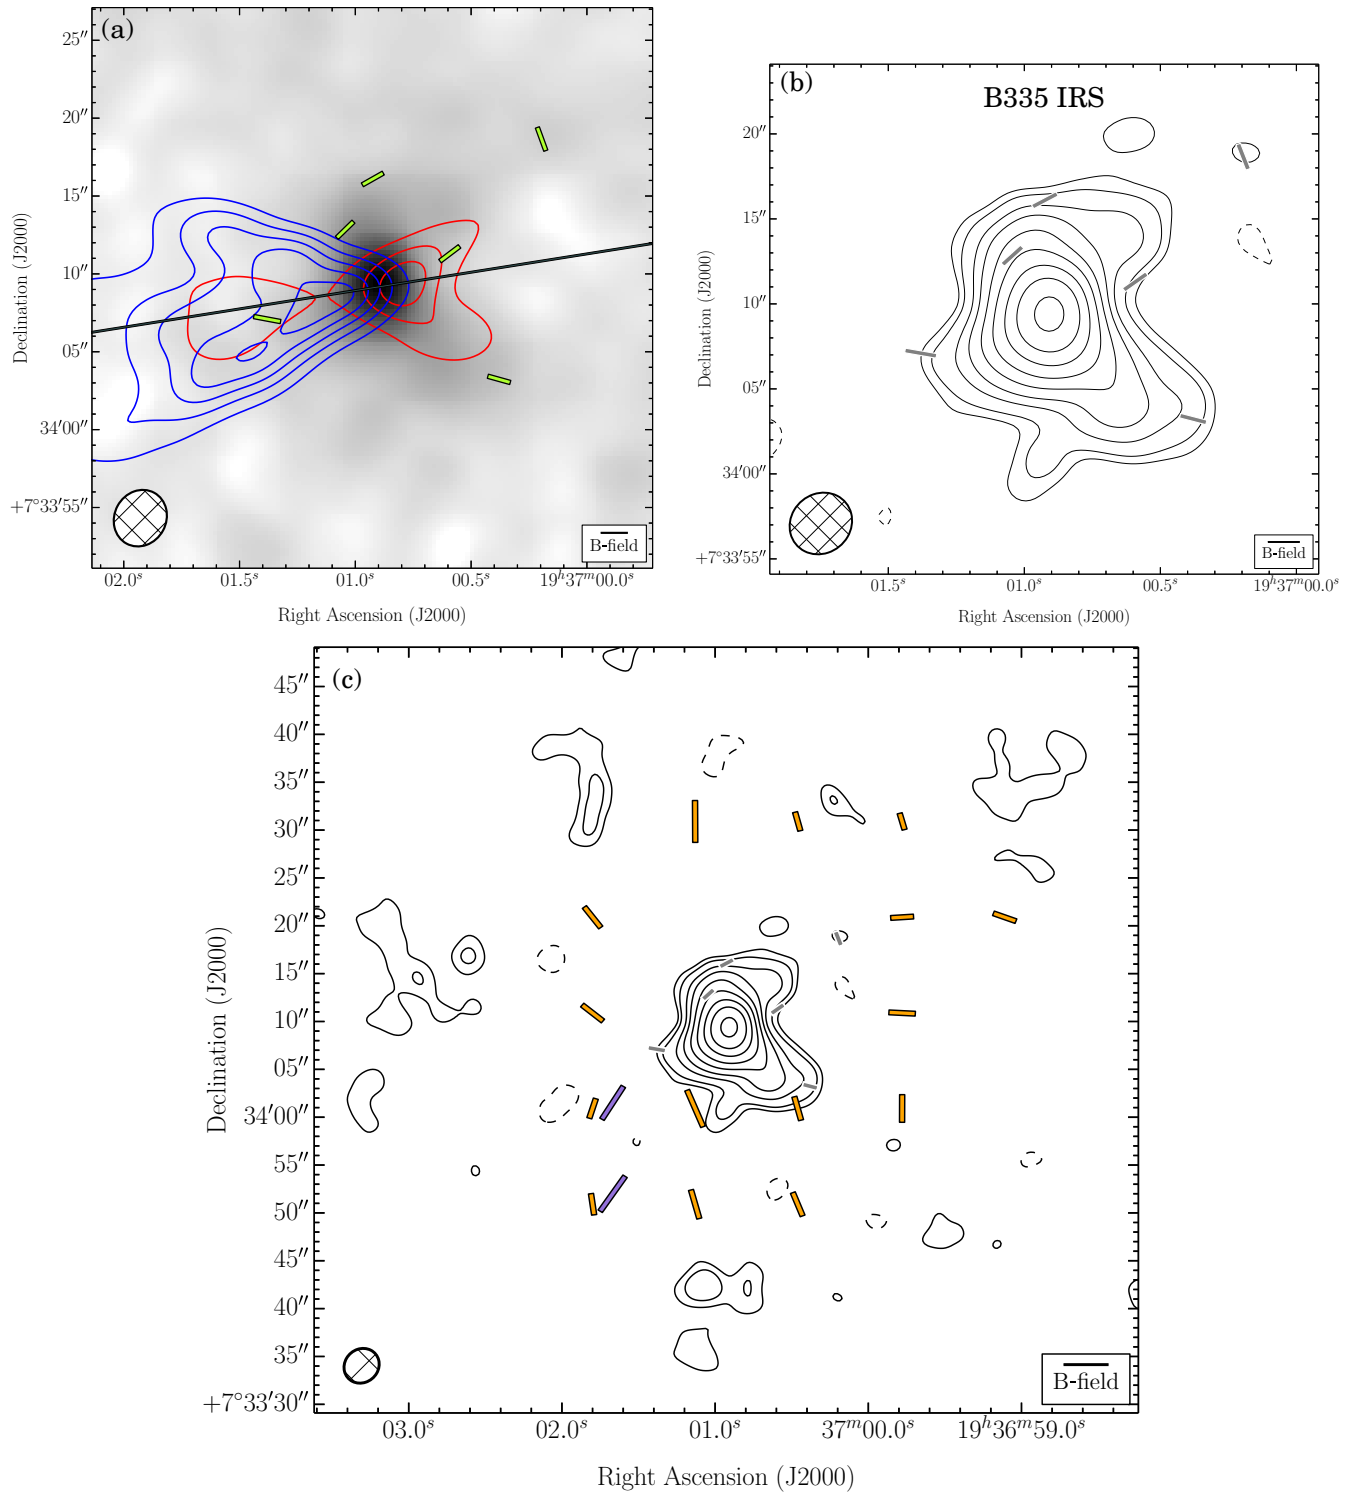 (a)
25″
20″
15″
10″
05″
34′00″
+7°33′55″
Declination (J2000)
B-field
02.0ˢ 01.5ˢ 01.0ˢ 00.5ˢ 19ʰ37ᵐ00.0ˢ
Right Ascension (J2000)
(b)
B335 IRS
20″
15″
10″
05″
34′00″
+7°33′55″
Declination (J2000)
B-field
01.5ˢ 01.0ˢ 00.5ˢ 19ʰ37ᵐ00.0ˢ
Right Ascension (J2000)
(c)
45″
40″
35″
30″
25″
20″
15″
10″
05″
34′00″
55″
50″
45″
40″
35″
+7°33′30″
Declination (J2000)
B-field
03.0ˢ 02.0ˢ 01.0ˢ 37ᵐ00.0ˢ 19ʰ36ᵐ59.0ˢ
Right Ascension (J2000)